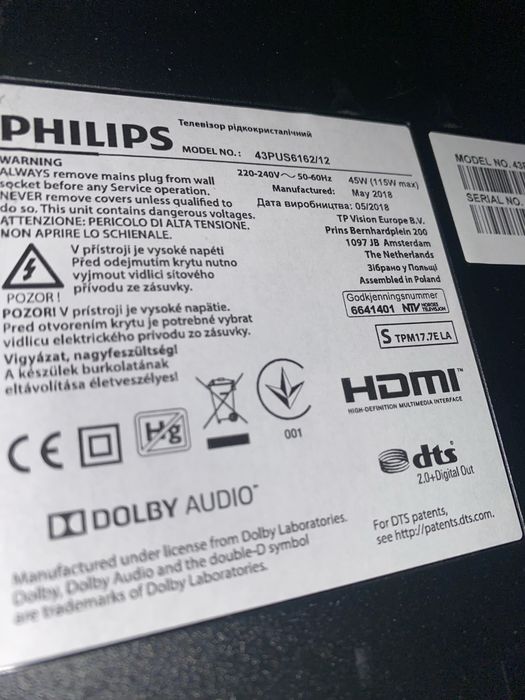 Телевізор рідкокристалічний
PHILIPS
MODEL NO.: 43PUS6162/12
220-240V~ 50-60Hz 45W (115W max)
Manufactured: May 2018
Дата виробництва: 05/2018
TP Vision Europe B.V.
Prins Bernhardplein 200
1097 JB Amsterdam
The Netherlands
Зібрано у Польщі
Assembled in Poland
WARNING
ALWAYS remove mains plug from wall
socket before any Service operation.
NEVER remove covers unless qualified to
do so. This unit contains dangerous voltages.
ATTENZIONE: PERICOLO DI ALTA TENSIONE.
NON APRIRE LO SCHIENALE.
V přístroji je vysoké napětí
Před odejmutím krytu nutno
vyjmout vidlici síťového
přívodu ze zásuvky.
POZOR !
POZOR! V prístroji je vysoké napätie.
Pred otvorením krytu je potrebné vybrat
vidlicu elektrického prívodu zo zásuvky.
Vigyázat, nagyfeszültség!
A készülek burkolatának
eltávolítása életveszélyes!
Godkjenningsnummer
6641401 NTV NORGES TELEVISJON
S TPM17.7E LA
CE
Hg
001
HDMI™
HIGH-DEFINITION MULTIMEDIA INTERFACE
dts
2.0+Digital Out
DOLBY AUDIO™
Manufactured under license from Dolby Laboratories.
Dolby, Dolby Audio and the double-D symbol
are trademarks of Dolby Laboratories.
For DTS patents,
see http://patents.dts.com.
MODEL NO.
SERIAL NO.